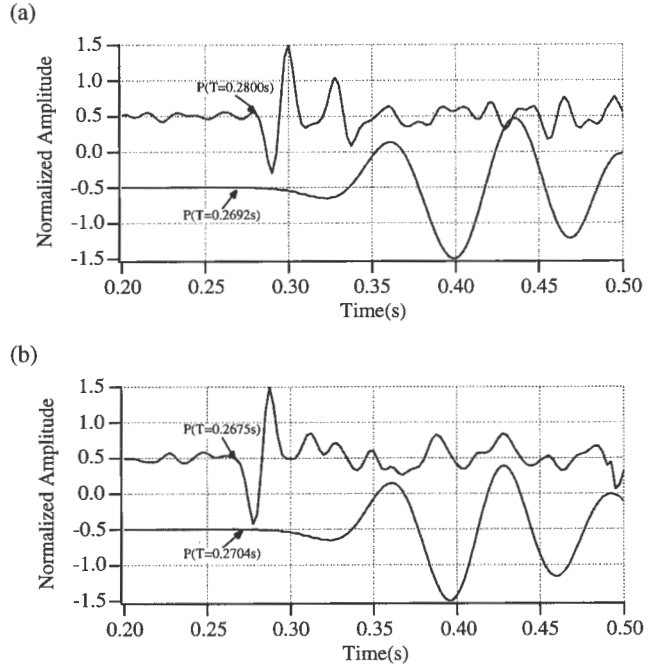 (a)
1.5
1.0
0.5
0.0
-0.5
-1.0
-1.5
Normalized Amplitude
P(T=0.2800s)
P(T=0.2692s)
0.20 0.25 0.30 0.35 0.40 0.45 0.50
Time(s)
(b)
1.5
1.0
0.5
0.0
-0.5
-1.0
-1.5
Normalized Amplitude
P(T=0.2675s)
P(T=0.2704s)
0.20 0.25 0.30 0.35 0.40 0.45 0.50
Time(s)